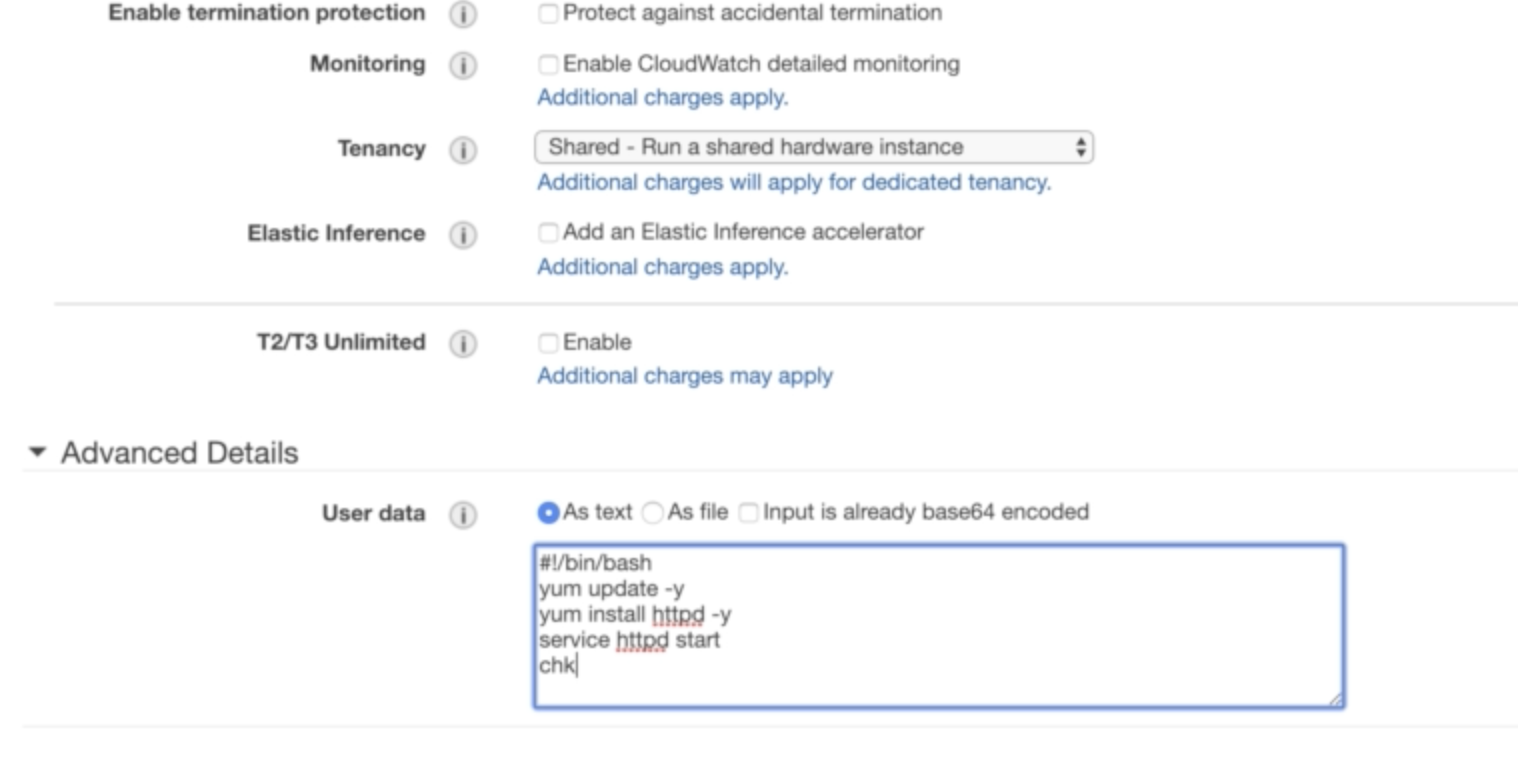 Enable termination protection i Protect against accidental termination
Monitoring i Enable CloudWatch detailed monitoring
Additional charges apply.
Tenancy i Shared - Run a shared hardware instance
Additional charges will apply for dedicated tenancy.
Elastic Inference i Add an Elastic Inference accelerator
Additional charges apply.
T2/T3 Unlimited i Enable
Additional charges may apply
Advanced Details
User data i As text As file Input is already base64 encoded
#!/bin/bash
yum update -y
yum install httpd -y
service httpd start
chk